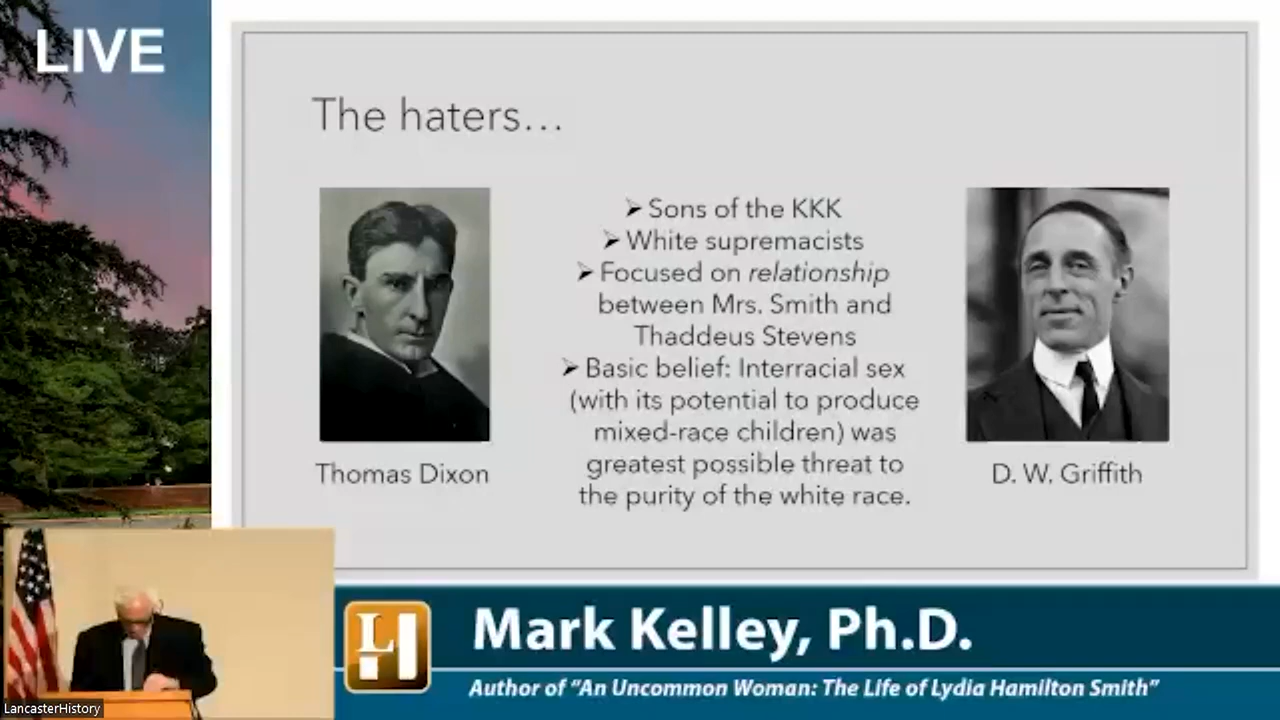 LIVE
The haters…
➢ Sons of the KKK
➢ White supremacists
➢ Focused on relationship
between Mrs. Smith and
Thaddeus Stevens
➢ Basic belief: Interracial sex
(with its potential to produce
mixed-race children) was
greatest possible threat to
the purity of the white race.
Thomas Dixon
D. W. Griffith
LH
Mark Kelley, Ph.D.
Author of “An Uncommon Woman: The Life of Lydia Hamilton Smith”
LancasterHistory